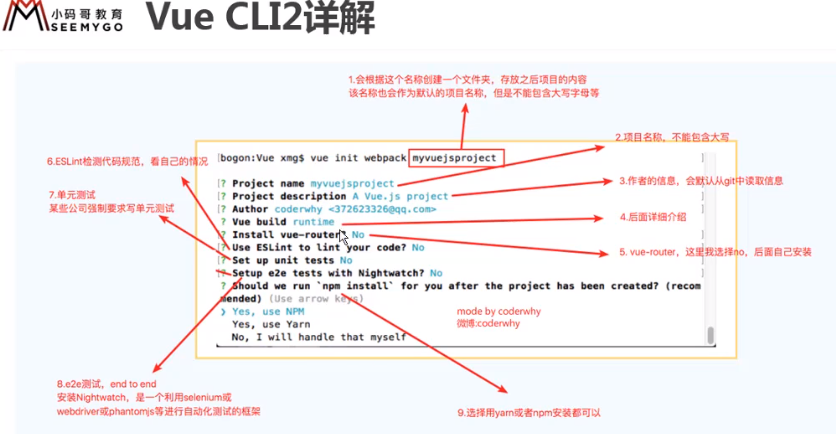 小码哥教育
SEEMYGO
Vue CLI2详解
1.会根据这个名称创建一个文件夹，存放之后项目的内容
该名称也会作为默认的项目名称，但是不能包含大写字母等
2.项目名称，不能包含大写
6.ESLint检测代码规范，看自己的情况
[bogon:Vue xmg$ vue init webpack myvuejsproject ]
3.作者的信息，会默认从git中读取信息
7.单元测试
某些公司强制要求写单元测试
[? Project name myvuejsproject
[? Project description A Vue.js project
[? Author coderwhy <372623326@qq.com>
4.后面详细介绍
? Vue build runtime
[? Install vue-router? No
5. vue-router，这里我选择no，后面自己安装
[? Use ESLint to lint your code? No
[? Set up unit tests No
[? Setup e2e tests with Nightwatch? No
? Should we run `npm install` for you after the project has been created? (recom
mended) (Use arrow keys)
❯ Yes, use NPM
Yes, use Yarn
No, I will handle that myself
mode by coderwhy
微博:coderwhy
8.e2e测试，end to end
安装Nightwatch，是一个利用selenium或
webdriver或phantomjs等进行自动化测试的框架
9.选择用yarn或者npm安装都可以